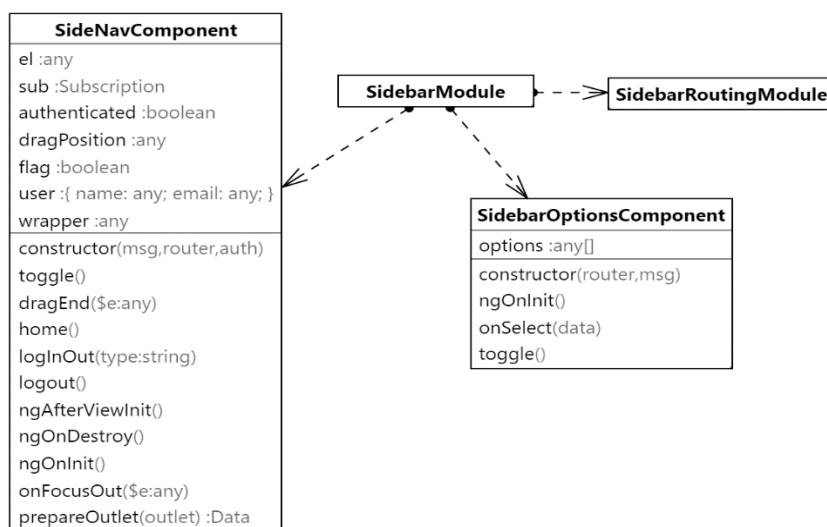 SideNavComponent
el :any
sub :Subscription
authenticated :boolean
dragPosition :any
flag :boolean
user :{ name: any; email: any; }
wrapper :any
constructor(msg,router,auth)
toggle()
dragEnd($e:any)
home()
logInOut(type:string)
logout()
ngAfterViewInit()
ngOnDestroy()
ngOnInit()
onFocusOut($e:any)
prepareOutlet(outlet) :Data
SidebarModule
SidebarRoutingModule
SidebarOptionsComponent
options :any[]
constructor(router,msg)
ngOnInit()
onSelect(data)
toggle()